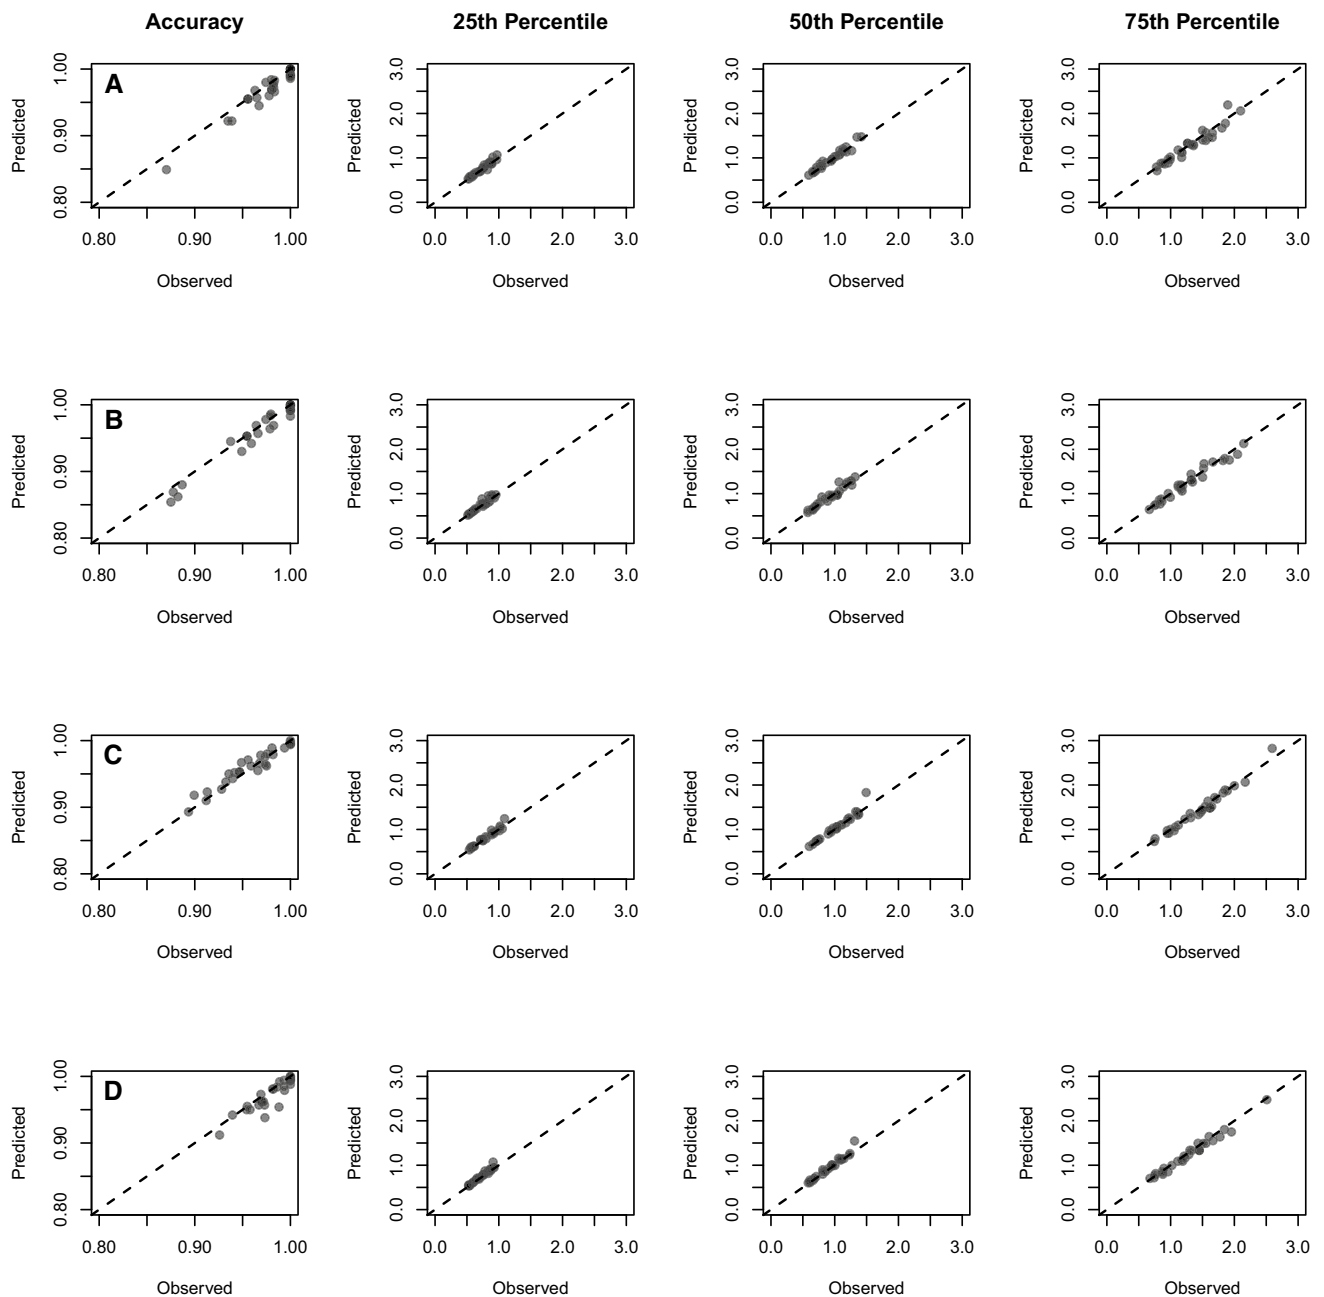 Accuracy 25th Percentile 50th Percentile 75th Percentile
A
Predicted Predicted Predicted Predicted
1.00 3.0 3.0 3.0
2.0 2.0 2.0
0.90 1.0 1.0 1.0
0.80 0.0 0.0 0.0
0.80 0.90 1.00 0.0 1.0 2.0 3.0 0.0 1.0 2.0 3.0 0.0 1.0 2.0 3.0
Observed Observed Observed Observed
B
Predicted Predicted Predicted Predicted
1.00 3.0 3.0 3.0
2.0 2.0 2.0
0.90 1.0 1.0 1.0
0.80 0.0 0.0 0.0
0.80 0.90 1.00 0.0 1.0 2.0 3.0 0.0 1.0 2.0 3.0 0.0 1.0 2.0 3.0
Observed Observed Observed Observed
C
Predicted Predicted Predicted Predicted
1.00 3.0 3.0 3.0
2.0 2.0 2.0
0.90 1.0 1.0 1.0
0.80 0.0 0.0 0.0
0.80 0.90 1.00 0.0 1.0 2.0 3.0 0.0 1.0 2.0 3.0 0.0 1.0 2.0 3.0
Observed Observed Observed Observed
D
Predicted Predicted Predicted Predicted
1.00 3.0 3.0 3.0
2.0 2.0 2.0
0.90 1.0 1.0 1.0
0.80 0.0 0.0 0.0
0.80 0.90 1.00 0.0 1.0 2.0 3.0 0.0 1.0 2.0 3.0 0.0 1.0 2.0 3.0
Observed Observed Observed Observed